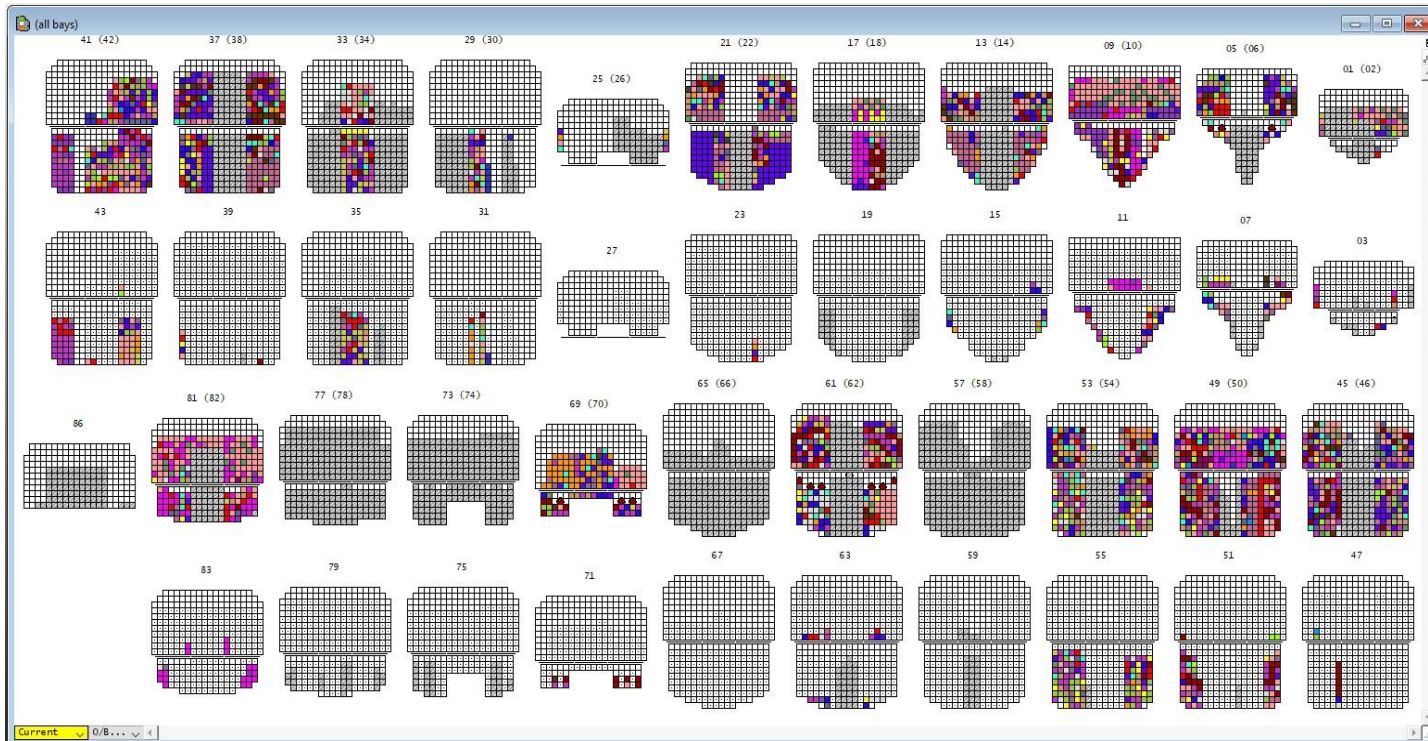 (all bays)
41 (42) 37 (38) 33 (34) 29 (30) 25 (26) 21 (22) 17 (18) 13 (14) 09 (10) 05 (06) 01 (02)
43 39 35 31 27 23 19 15 11 07 03
86 81 (82) 77 (78) 73 (74) 69 (70) 65 (66) 61 (62) 57 (58) 53 (54) 49 (50) 45 (46)
83 79 75 71 67 63 59 55 51 47
Current O/B...